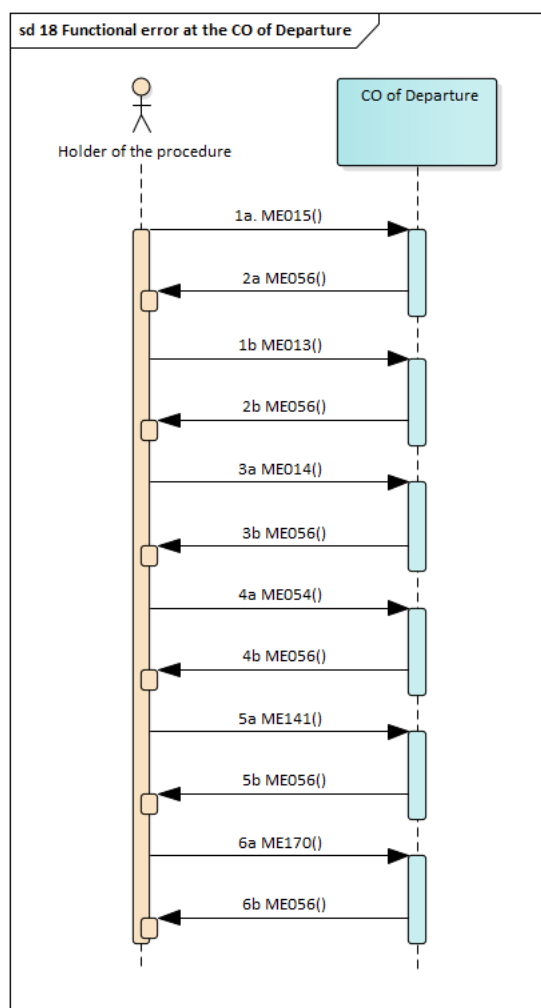 sd 18 Functional error at the CO of Departure
CO of Departure
Holder of the procedure
1a. ME015()
2a ME056()
1b ME013()
2b ME056()
3a ME014()
3b ME056()
4a ME054()
4b ME056()
5a ME141()
5b ME056()
6a ME170()
6b ME056()